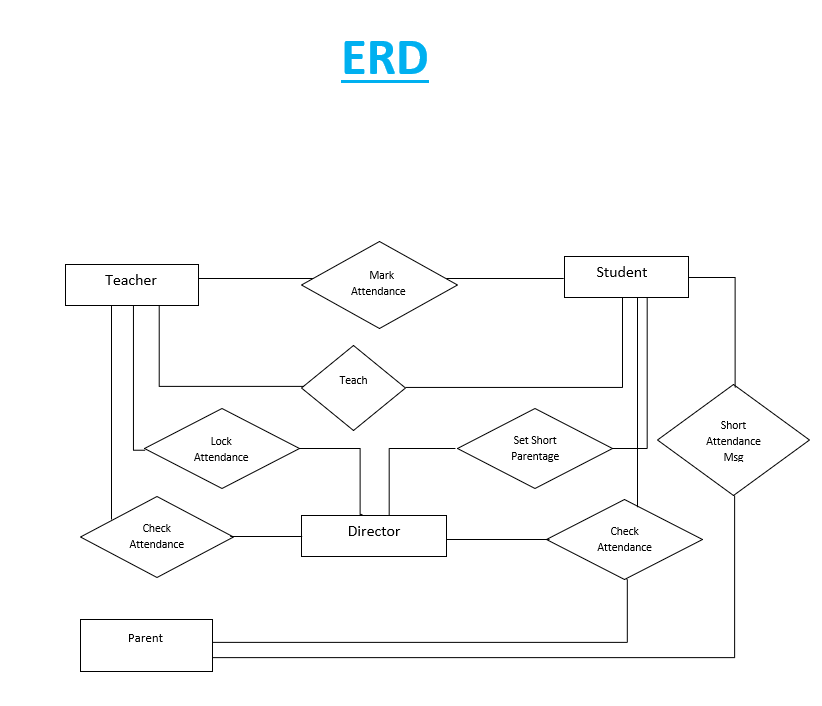 ERD
Teacher
Mark
Attendance
Student
Teach
Lock
Attendance
Set Short
Parentage
Short
Attendance
Msg
Check
Attendance
Director
Check
Attendance
Parent